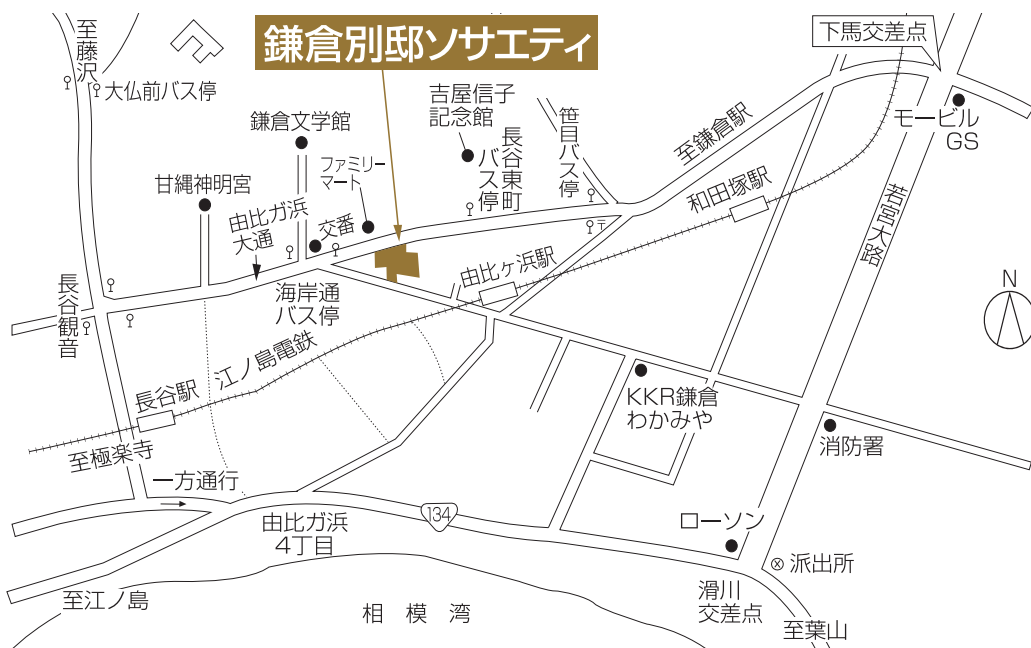 至藤沢
大仏前バス停
鎌倉別邸ソサエティ
下馬交差点
吉屋信子
記念館
長谷東町
バス停
笹目バス停
至鎌倉駅
モービル
GS
鎌倉文学館
ファミリー
マート
甘縄神明宮
由比ガ浜
大通
交番
和田塚駅
若宮大路
〒
由比ヶ浜駅
N
長谷観音
海岸通
バス停
江ノ島電鉄
長谷駅
KKR鎌倉
わかみや
消防署
至極楽寺
一方通行
134
由比ガ浜
4丁目
ローソン
派出所
至江ノ島
相模湾
滑川
交差点
至葉山